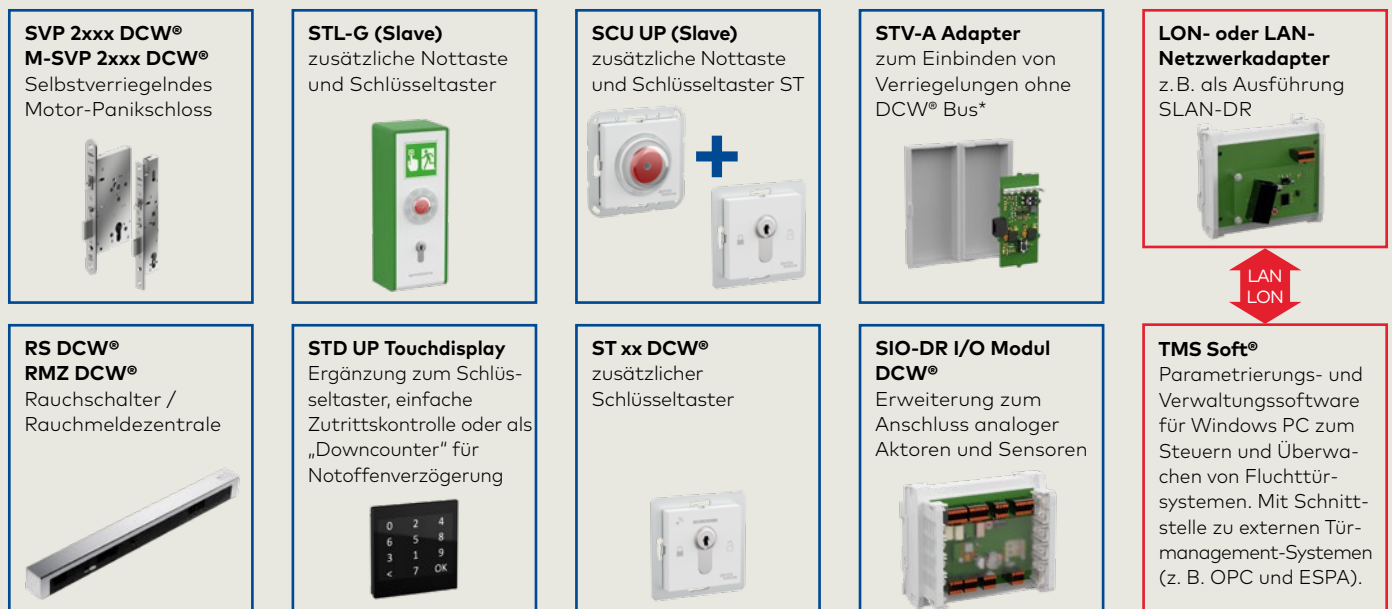 SVP 2xxx DCW®
M-SVP 2xxx DCW®
Selbstverriegelndes
Motor-Panikschloss
STL-G (Slave)
zusätzliche Nottaste
und Schlüsseltaster
SCU UP (Slave)
zusätzliche Nottaste
und Schlüsseltaster ST
+
STV-A Adapter
zum Einbinden von
Verriegelungen ohne
DCW® Bus*
LON- oder LAN-
Netzwerkadapter
z. B. als Ausführung
SLAN-DR
LAN
LON
RS DCW®
RMZ DCW®
Rauchschalter /
Rauchmeldezentrale
STD UP Touchdisplay
Ergänzung zum Schlüs-
seltaster, einfache
Zutrittskontrolle oder als
„Downcounter“ für
Notoffenverzögerung
0 2 4
6 5 8
3 1 9
< 7 OK
ST xx DCW®
zusätzlicher
Schlüsseltaster
SIO-DR I/O Modul
DCW®
Erweiterung zum
Anschluss analoger
Aktoren und Sensoren
TMS Soft®
Parametrierungs- und
Verwaltungssoftware
für Windows PC zum
Steuern und Überwa-
chen von Fluchttür-
systemen. Mit Schnitt-
stelle zu externen Tür-
management-Systemen
(z. B. OPC und ESPA).